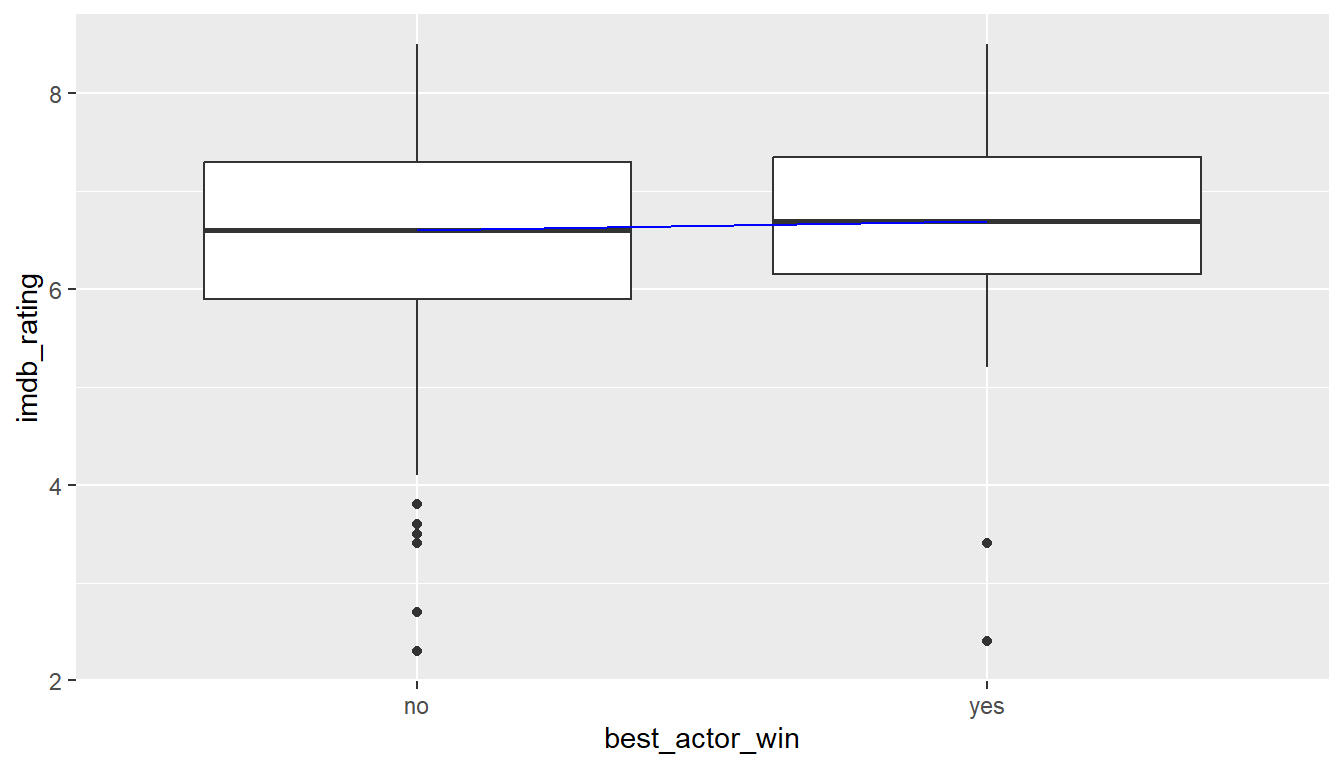 imdb_rating
8
6
4
2
no yes
best_actor_win